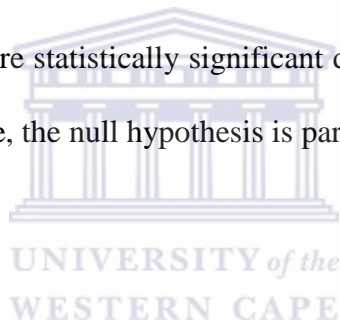 re statistically significant
e, the null hypothesis is par
UNIVERSITY of the
WESTERN CAPE